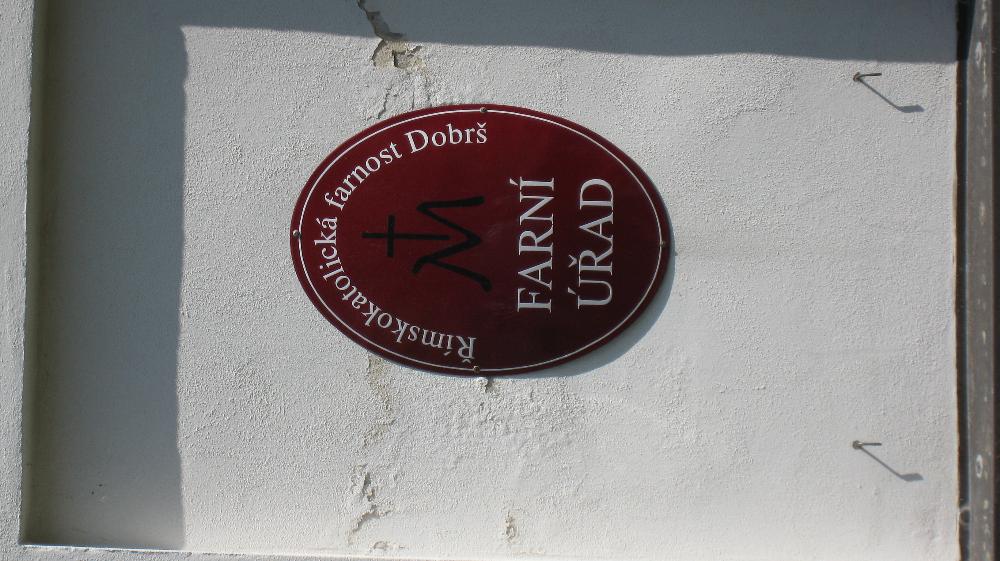 Římskokatolická farnost Dobrš
FARNÍ
ÚŘAD